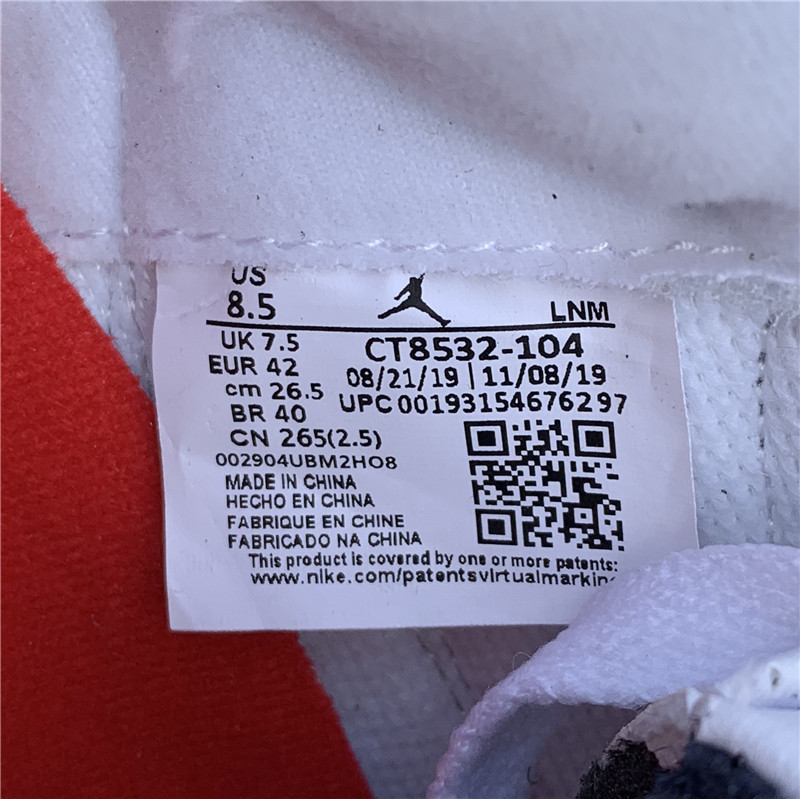 US
8.5
LNM
UK 7.5
CT8532-104
EUR 42
08/21/19 | 11/08/19
cm 26.5
UPC 00193154676297
BR 40
CN 265(2.5)
002904UBM2HO8
MADE IN CHINA
HECHO EN CHINA
FABRIQUE EN CHINE
FABRICADO NA CHINA
This product is covered by one or more patents:
www.nike.com/patentsvirtualmarking